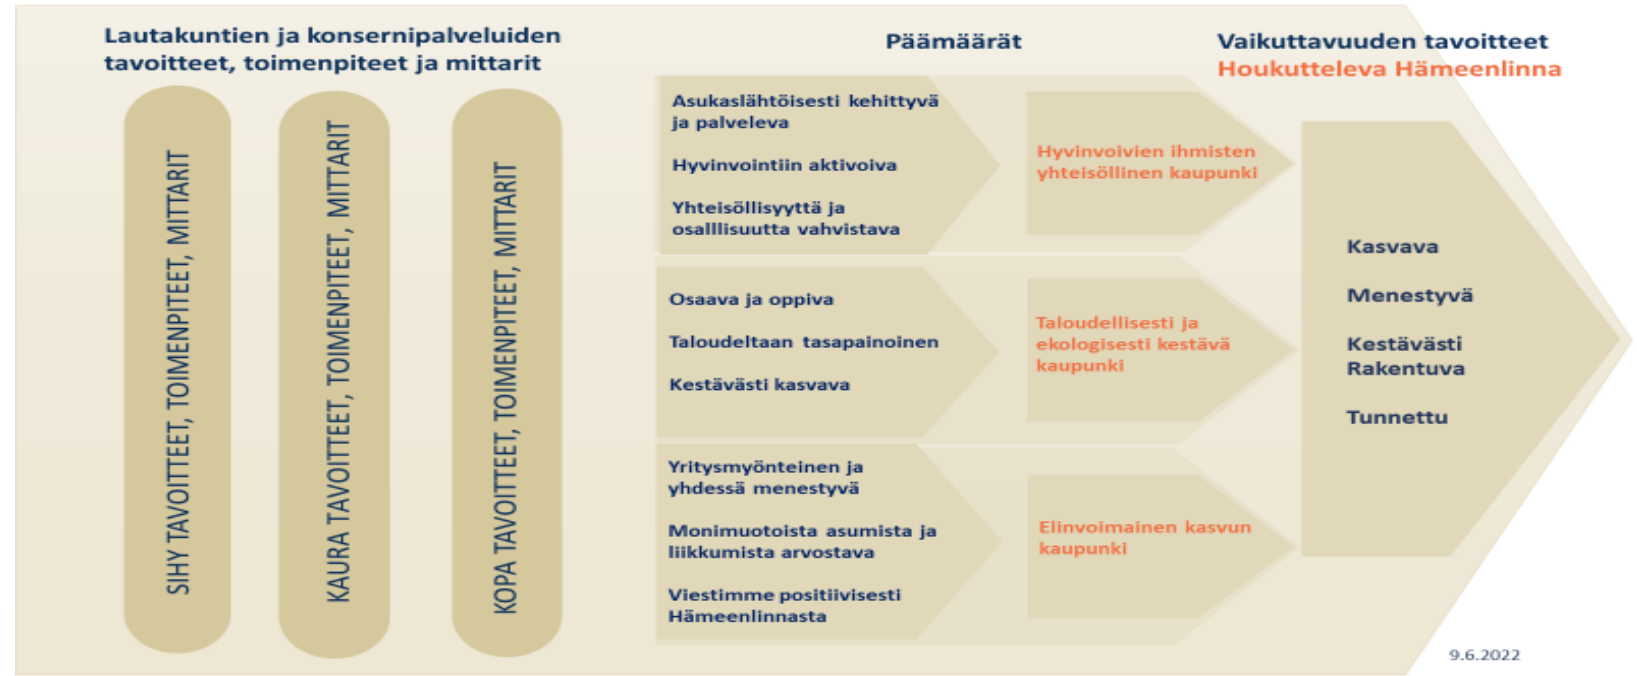 Lautakuntien ja konsernipalveluiden
tavoitteet, toimenpiteet ja mittarit
SIHY TAVOITTEET, TOIMENPITEET, MITTARIT
KAURA TAVOITTEET, TOIMENPITEET, MITTARIT
KOPA TAVOITTEET, TOIMENPITEET, MITTARIT
Päämäärät
Asukaslähtöisesti kehittyvä
ja palveleva
Hyvinvointiin aktivoiva
Yhteisöllisyyttä ja
osalllisuutta vahvistava
Hyvinvoivien ihmisten
yhteisöllinen kaupunki
Osaava ja oppiva
Taloudeltaan tasapainoinen
Kestävästi kasvava
Taloudellisesti ja
ekologisesti kestävä
kaupunki
Yritysmyönteinen ja
yhdessä menestyvä
Monimuotoista asumista ja
liikkumista arvostava
Viestimme positiivisesti
Hämeenlinnasta
Elinvoimainen kasvun
kaupunki
Vaikuttavuuden tavoitteet
Houkutteleva Hämeenlinna
Kasvava
Menestyvä
Kestävästi
Rakentuva
Tunnettu
9.6.2022